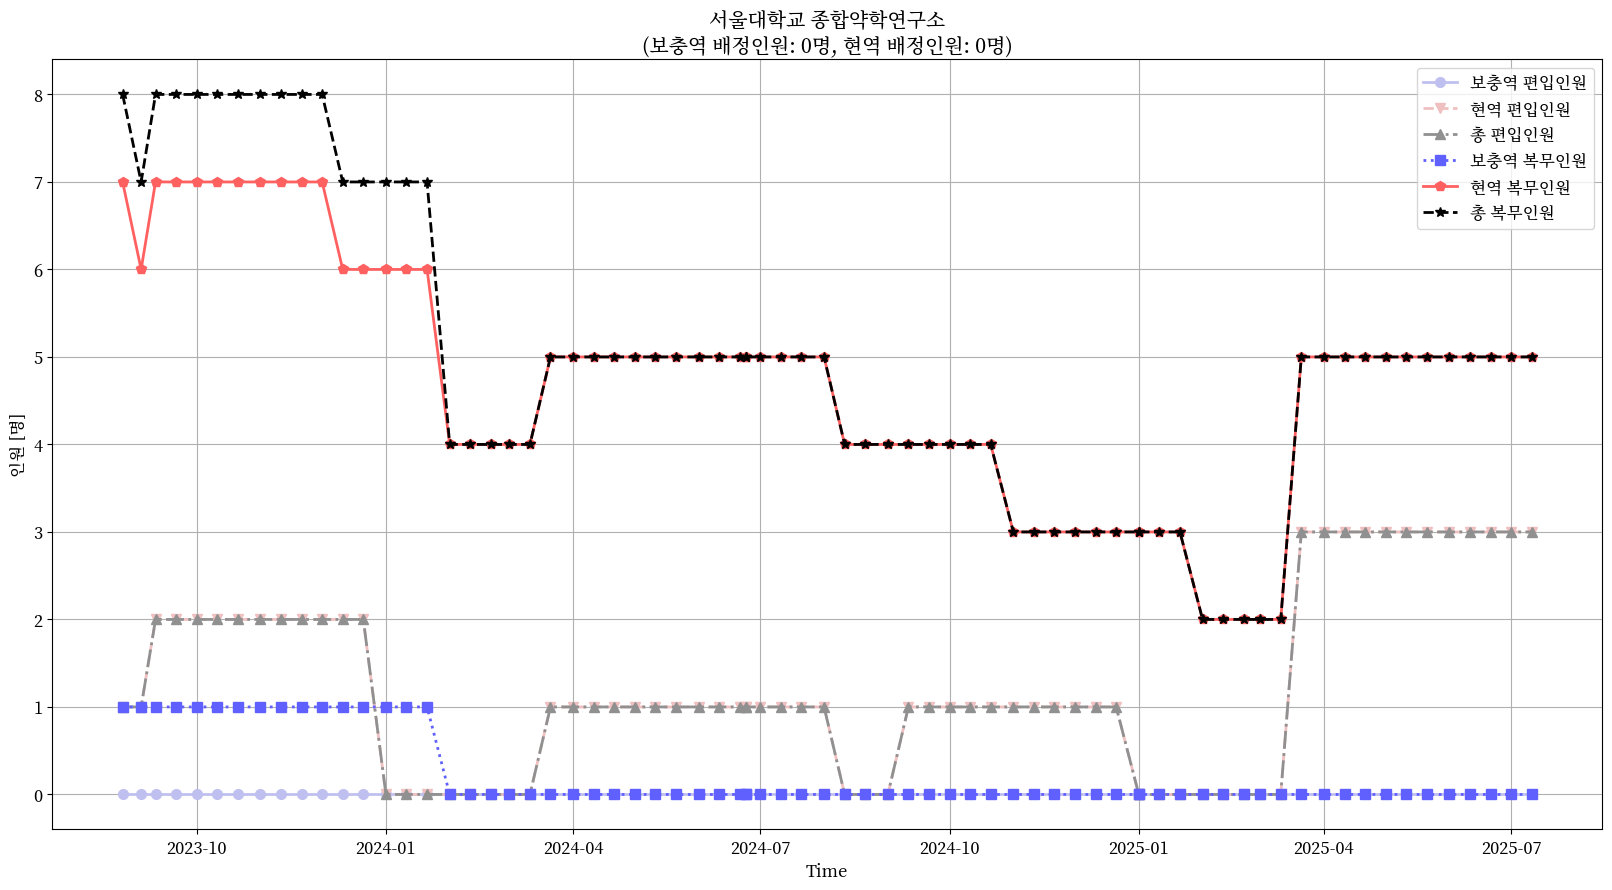 서울대학교 종합약학연구소
(보충역 배정인원: 0명, 현역 배정인원: 0명)
보충역 편입인원
현역 편입인원
총 편입인원
보충역 복무인원
현역 복무인원
총 복무인원
인원 [명]
8
7
6
5
4
3
2
1
0
2023-10
2024-01
2024-04
2024-07
2024-10
2025-01
2025-04
2025-07
Time